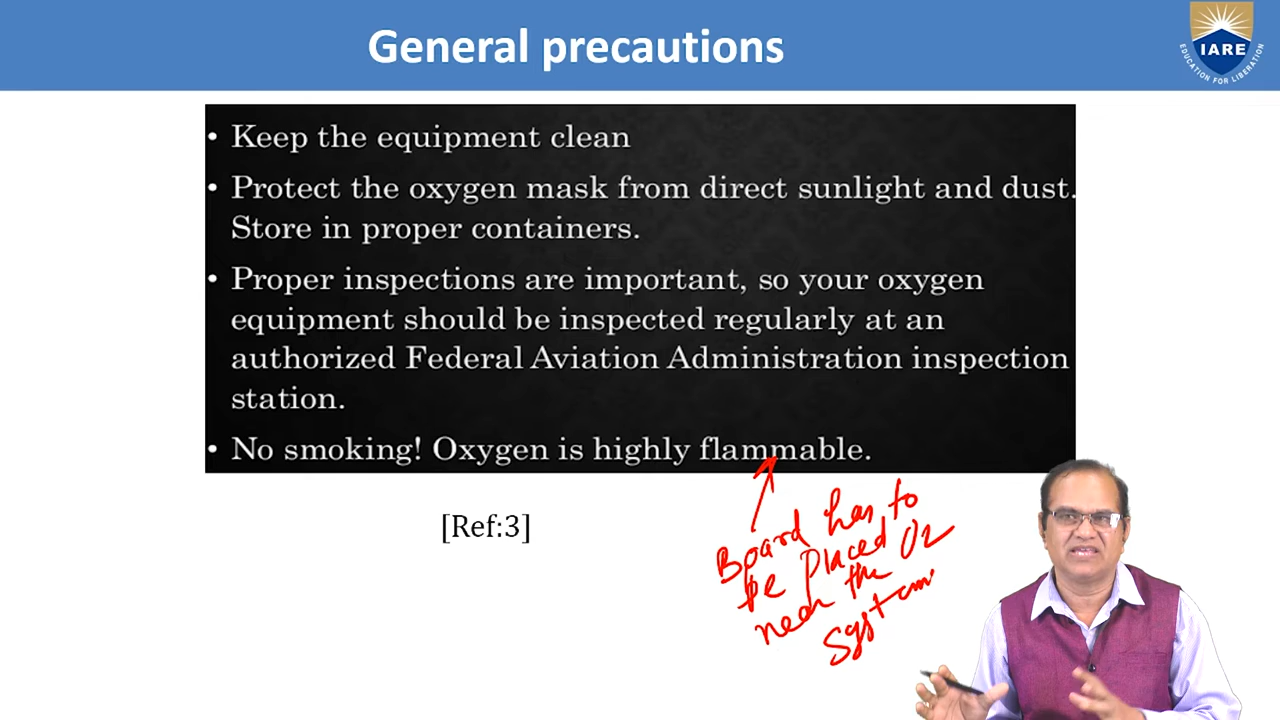 General precautions
IARE
EDUCATION FOR LIBERATION
• Keep the equipment clean
• Protect the oxygen mask from direct sunlight and dust.
Store in proper containers.
• Proper inspections are important, so your oxygen
equipment should be inspected regularly at an
authorized Federal Aviation Administration inspection
station.
• No smoking! Oxygen is highly flammable.
[Ref:3]
Board has to
be placed
near the O2
System